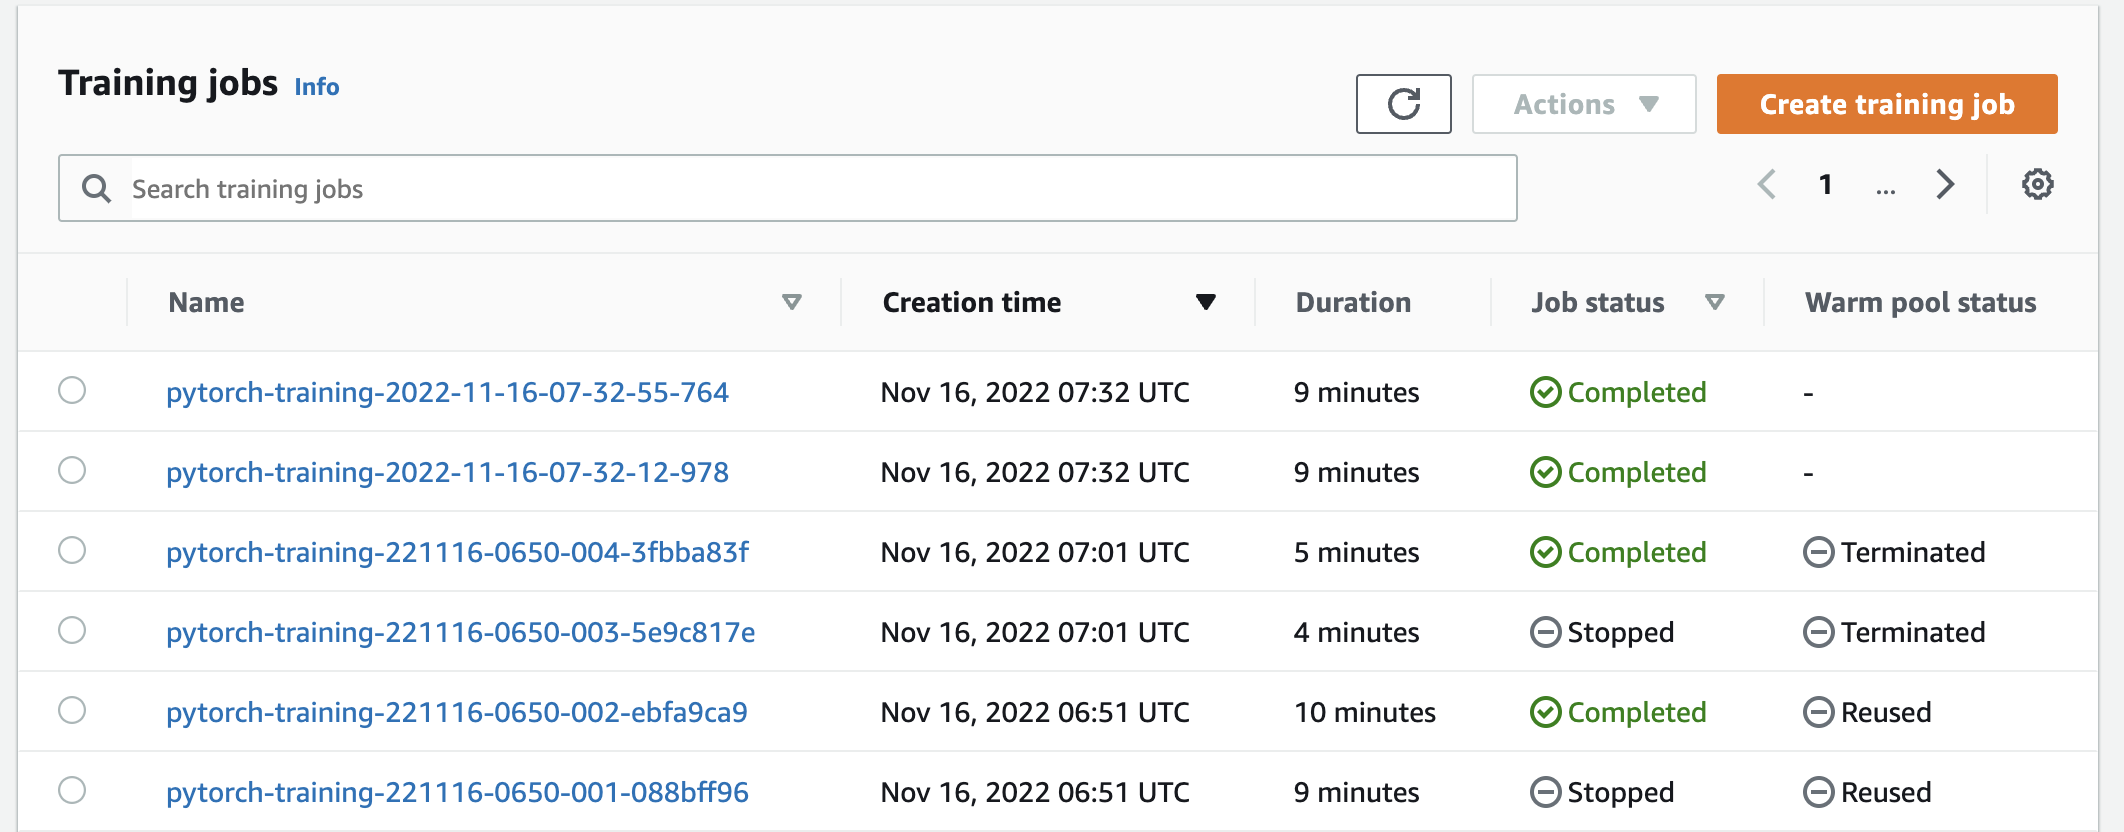 Training jobs Info
Actions
Create training job
Search training jobs
1 ...
Name Creation time Duration Job status Warm pool status
pytorch-training-2022-11-16-07-32-55-764 Nov 16, 2022 07:32 UTC 9 minutes Completed -
pytorch-training-2022-11-16-07-32-12-978 Nov 16, 2022 07:32 UTC 9 minutes Completed -
pytorch-training-221116-0650-004-3fbba83f Nov 16, 2022 07:01 UTC 5 minutes Completed Terminated
pytorch-training-221116-0650-003-5e9c817e Nov 16, 2022 07:01 UTC 4 minutes Stopped Terminated
pytorch-training-221116-0650-002-ebfa9ca9 Nov 16, 2022 06:51 UTC 10 minutes Completed Reused
pytorch-training-221116-0650-001-088bff96 Nov 16, 2022 06:51 UTC 9 minutes Stopped Reused